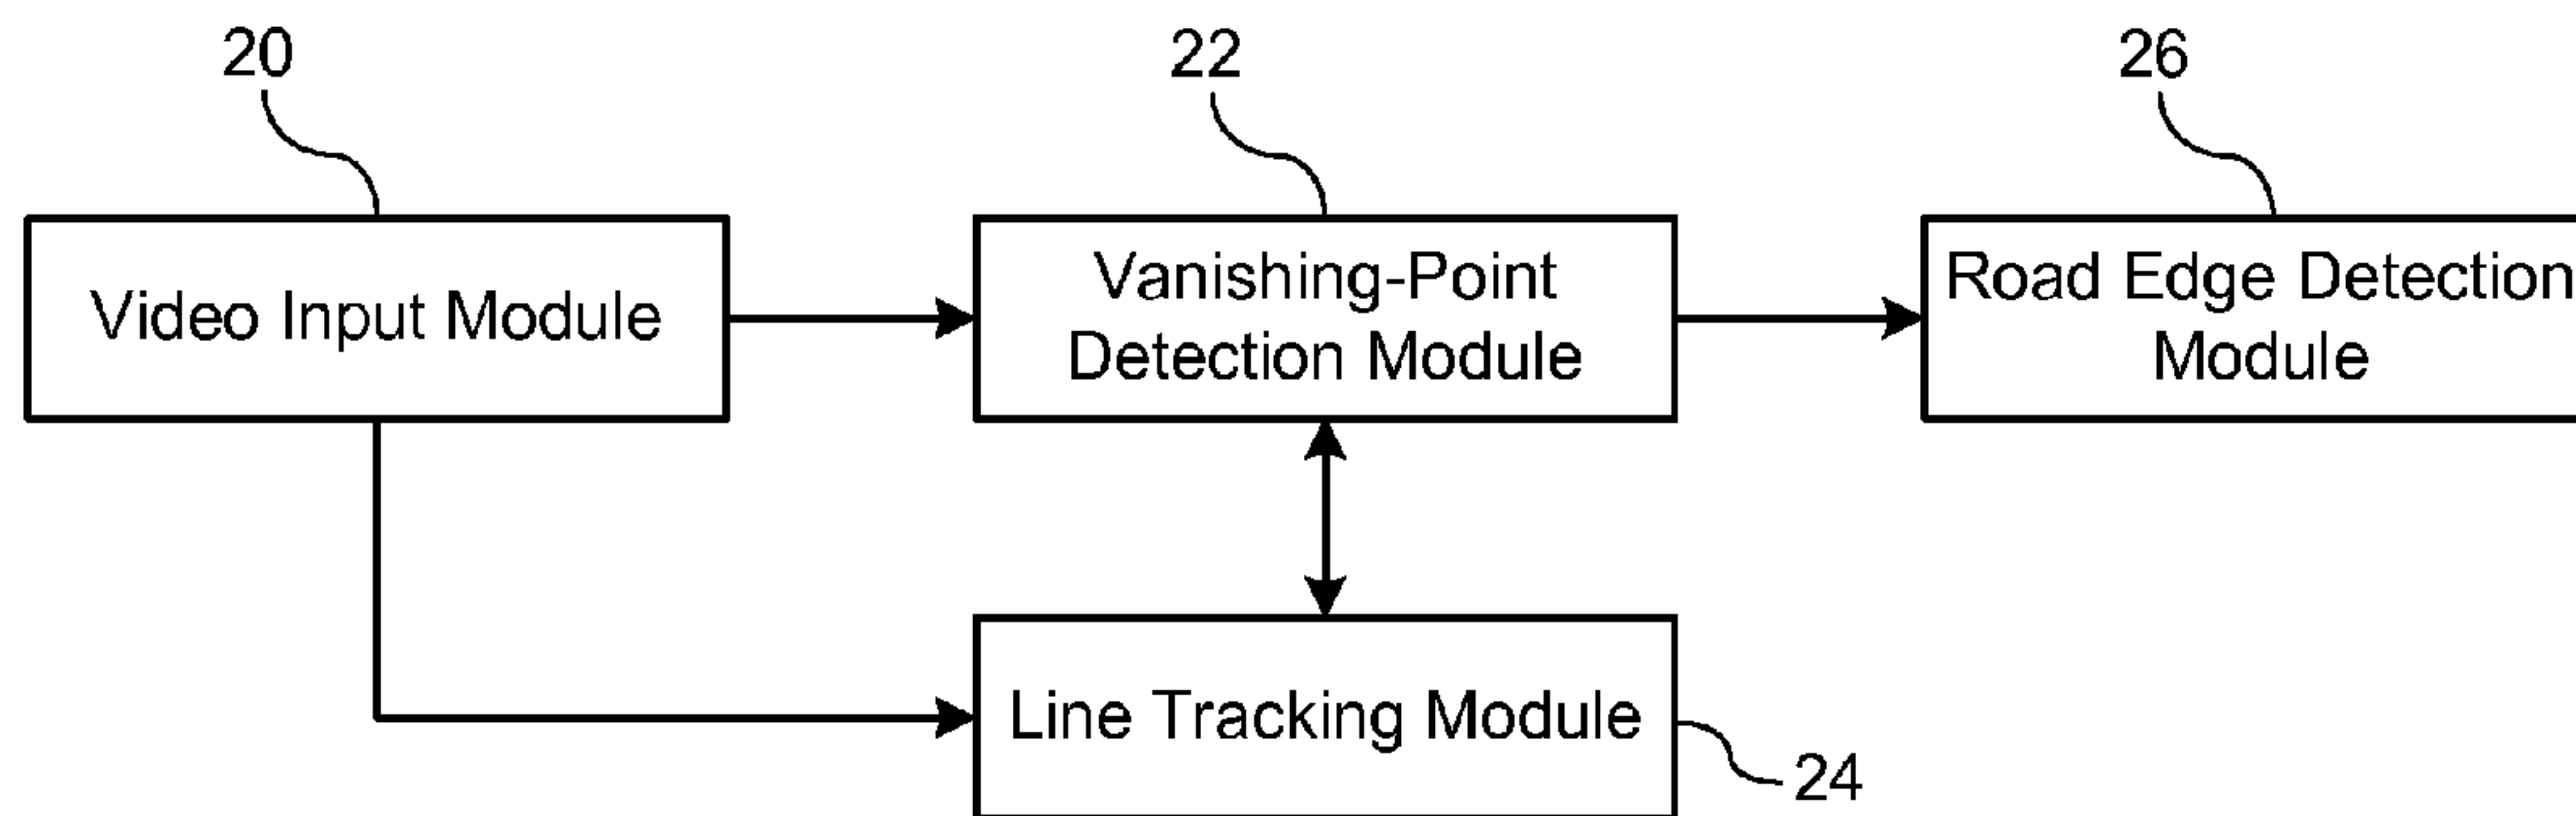 20
22
26
Video Input Module
Vanishing-Point
Detection Module
Road Edge Detection
Module
Line Tracking Module
24